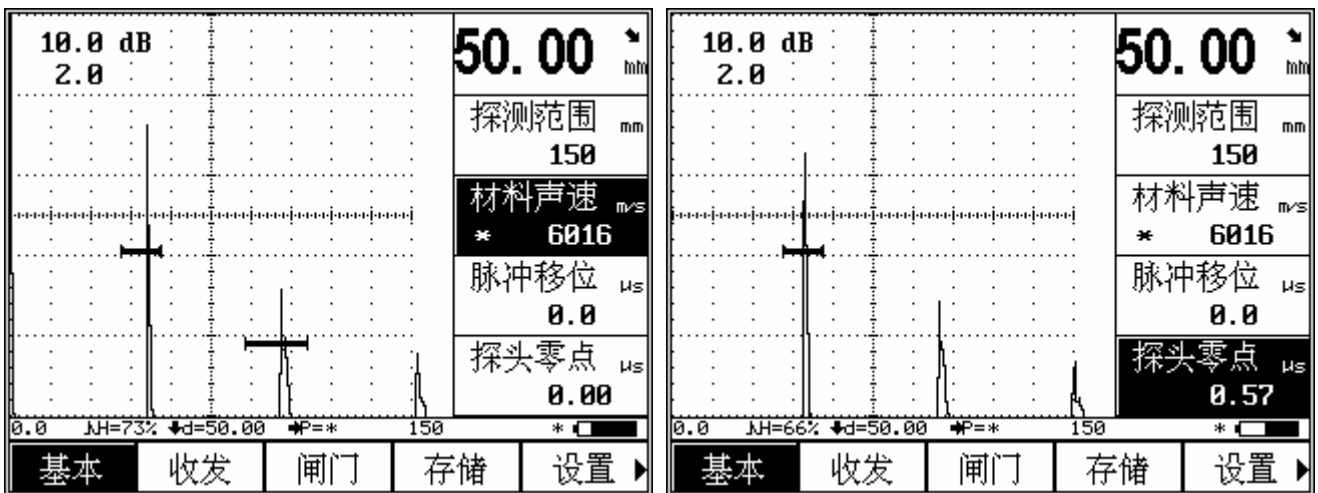 10.0 dB
2.0
50.00 mm
探测范围 mm
150
材料声速 m/s
* 6016
脉冲移位 μs
0.0
探头零点 μs
0.00
0.0 H=73% d=50.00 P=* 150 *
基本 收发 闸门 存储 设置
10.0 dB
2.0
50.00 mm
探测范围 mm
150
材料声速 m/s
* 6016
脉冲移位 μs
0.0
探头零点 μs
0.57
0.0 H=66% d=50.00 P=* 150 *
基本 收发 闸门 存储 设置